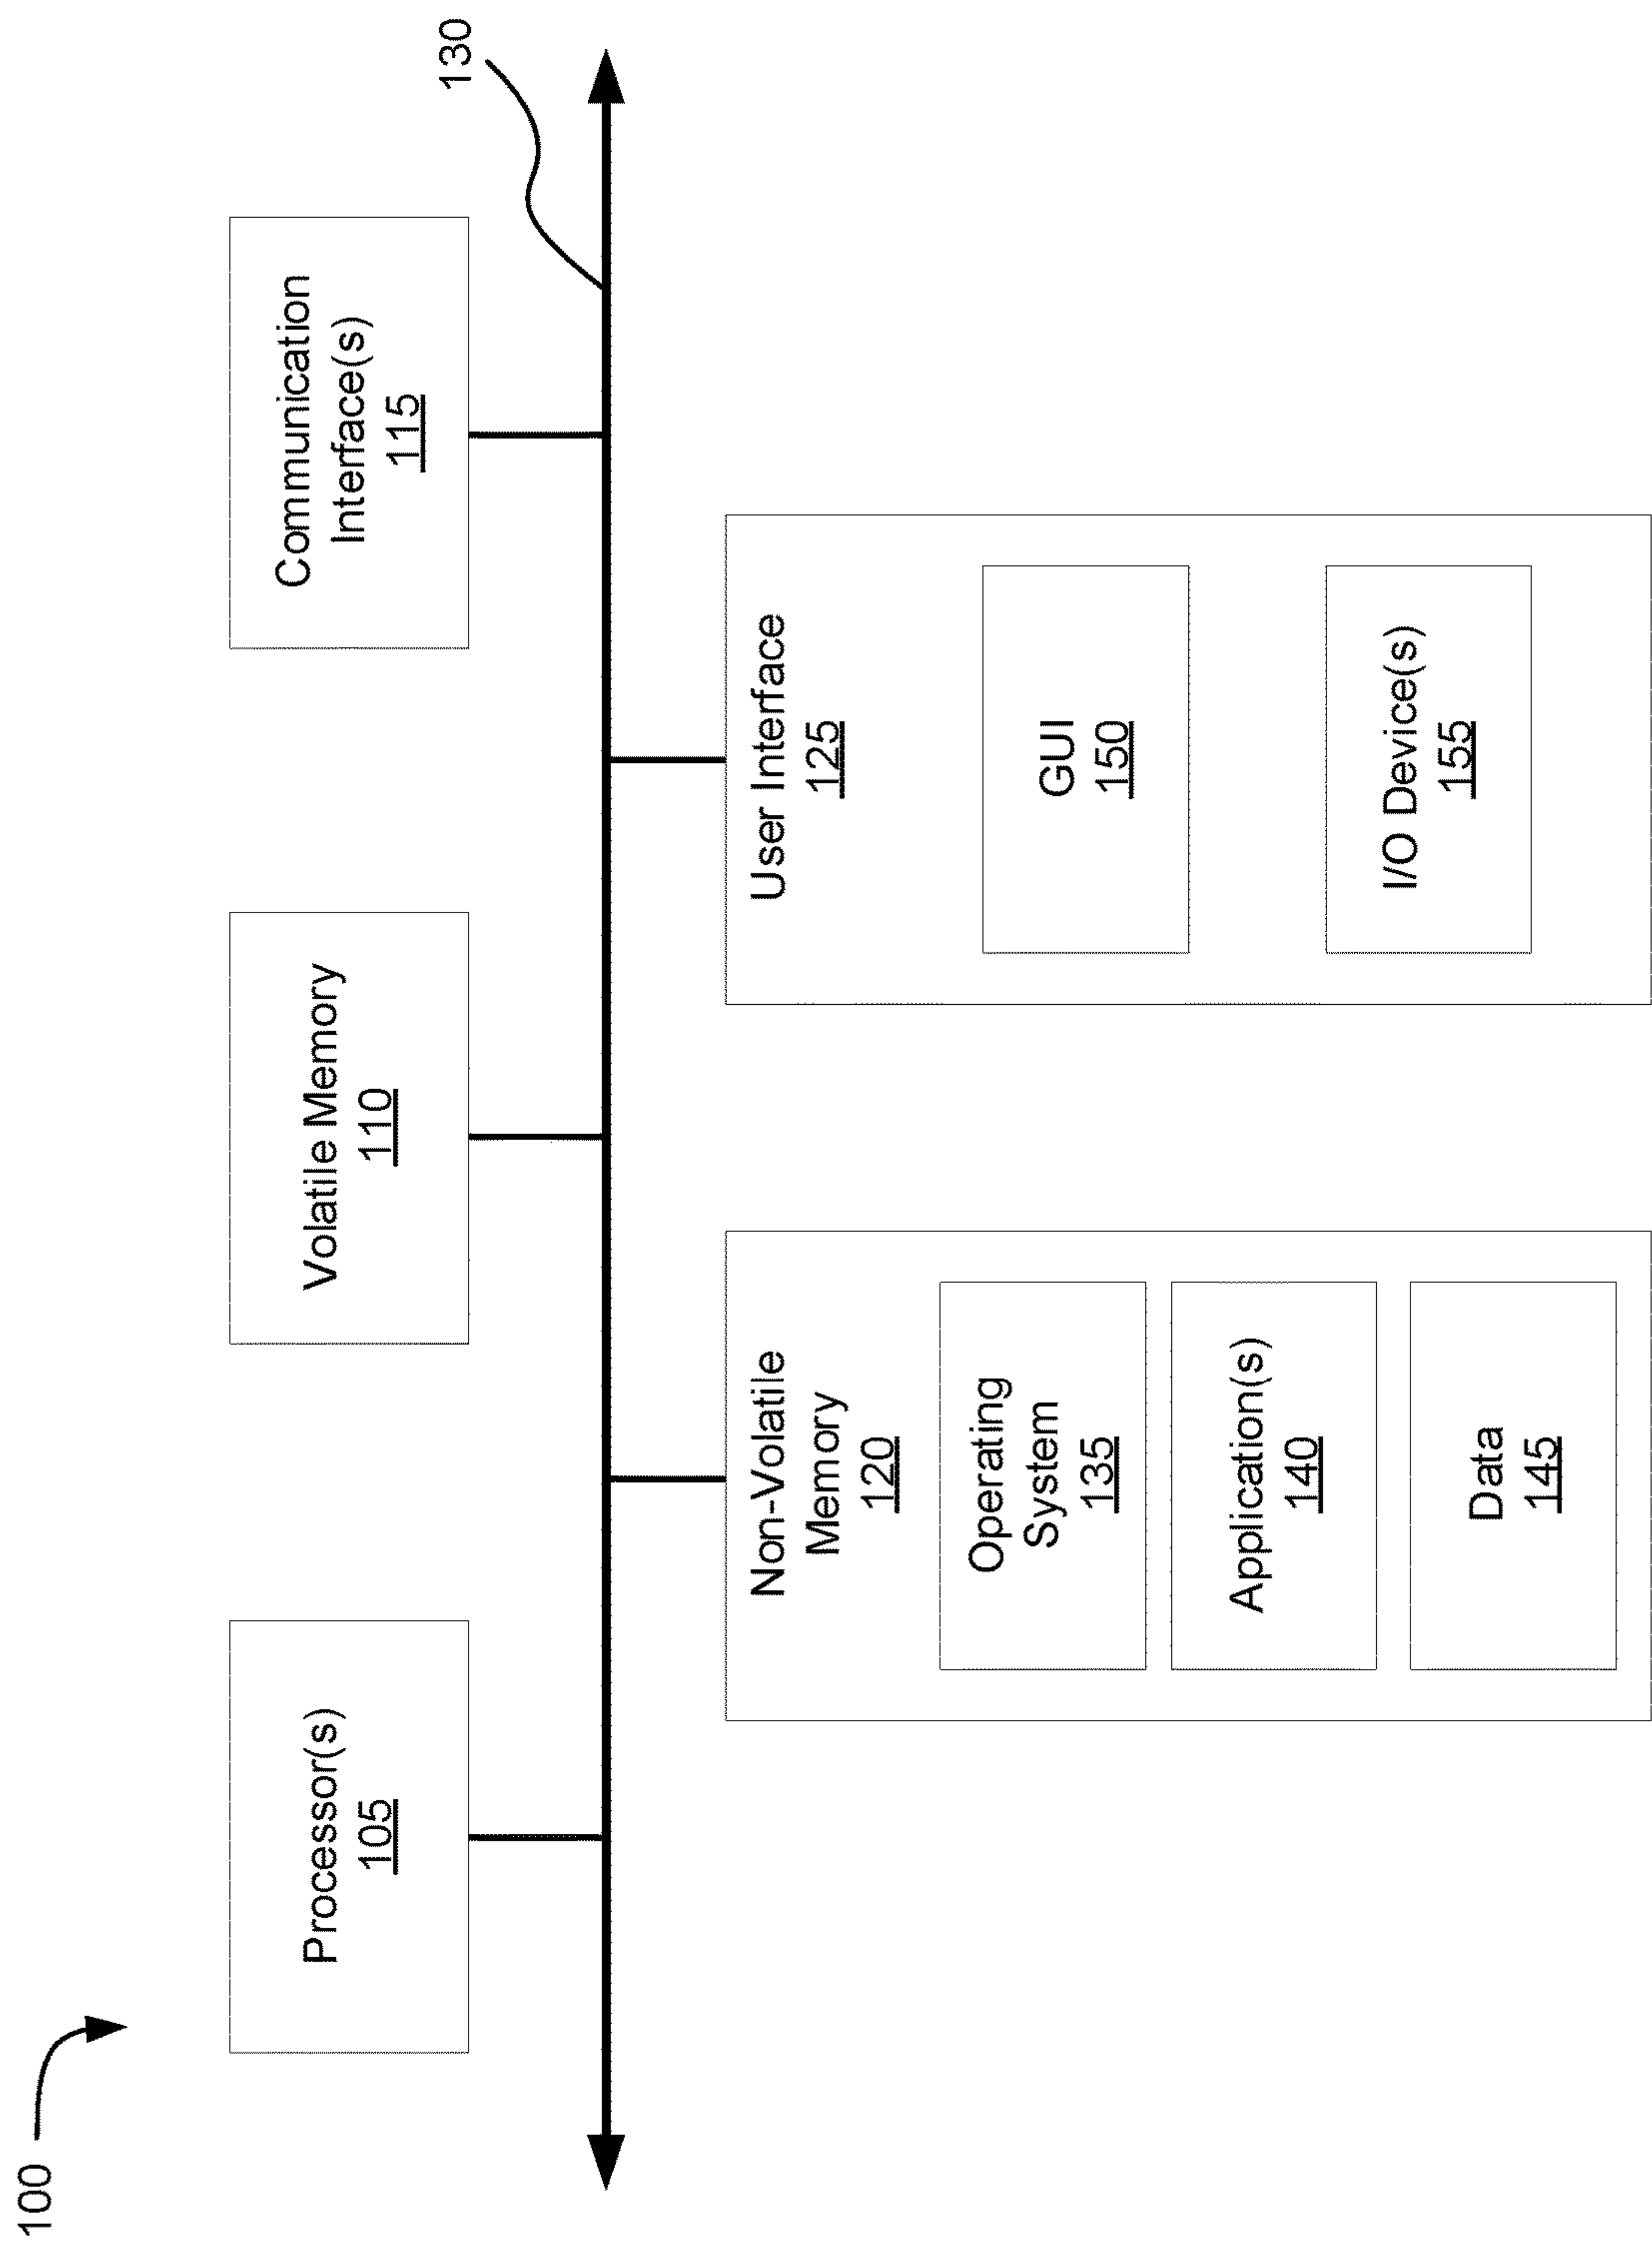 100
Processor(s)
105
Volatile Memory
110
Communication
Interface(s)
115
130
Non-Volatile
Memory
120
Operating
System
135
Application(s)
140
Data
145
User Interface
125
GUI
150
I/O Device(s)
155